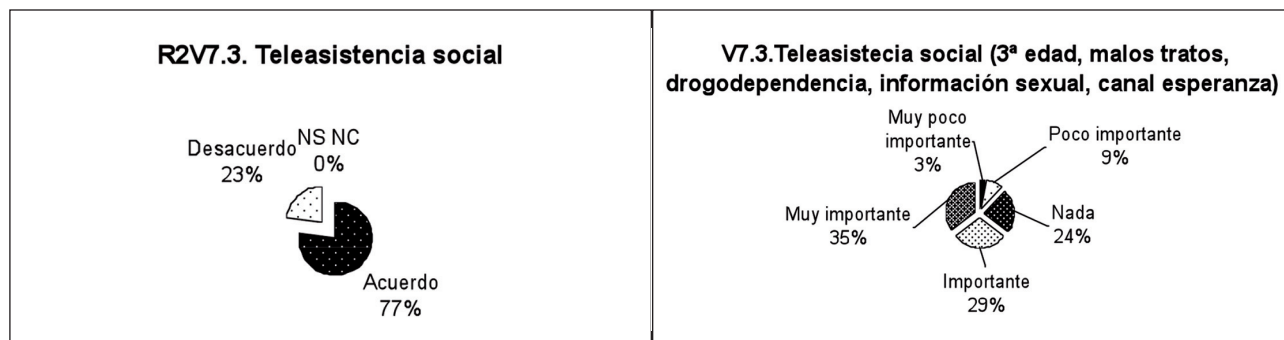 R2V7.3. Teleasistencia social
NS NC
0%
Desacuerdo
23%
Acuerdo
77%
V7.3.Teleasistecia social (3ª edad, malos tratos,
drogodependencia, información sexual, canal esperanza)
Muy poco
importante
3%
Poco importante
9%
Muy importante
35%
Nada
24%
Importante
29%